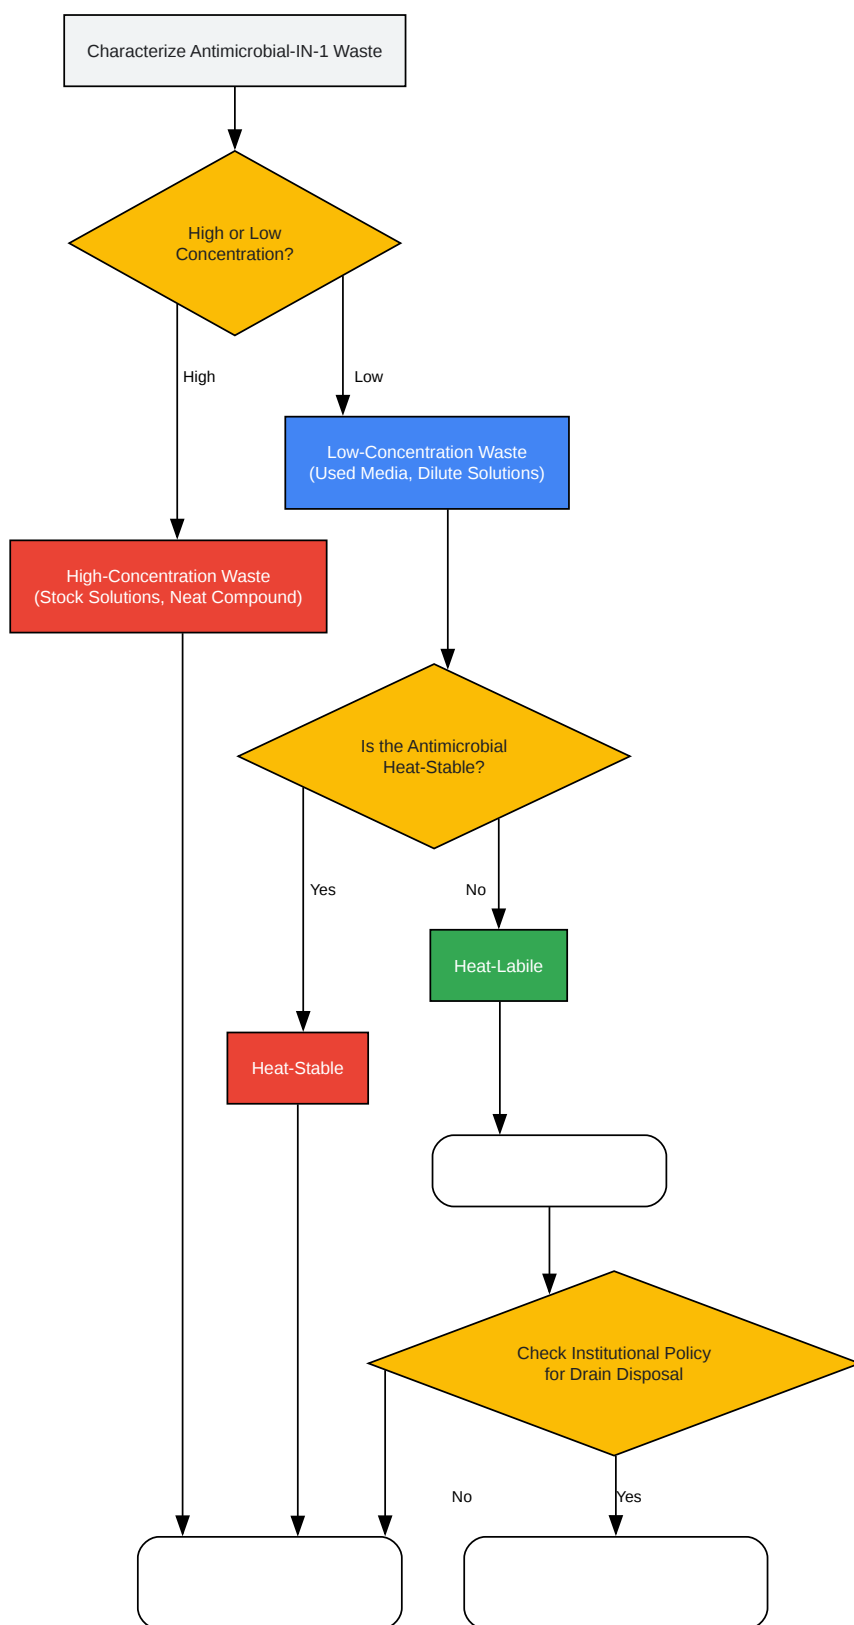 Characterize Antimicrobial-IN-1 Waste
High or Low
Concentration?
High
Low
Low-Concentration Waste
(Used Media, Dilute Solutions)
High-Concentration Waste
(Stock Solutions, Neat Compound)
Is the Antimicrobial
Heat-Stable?
Yes
No
Heat-Labile
Heat-Stable
Check Institutional Policy
for Drain Disposal
No
Yes